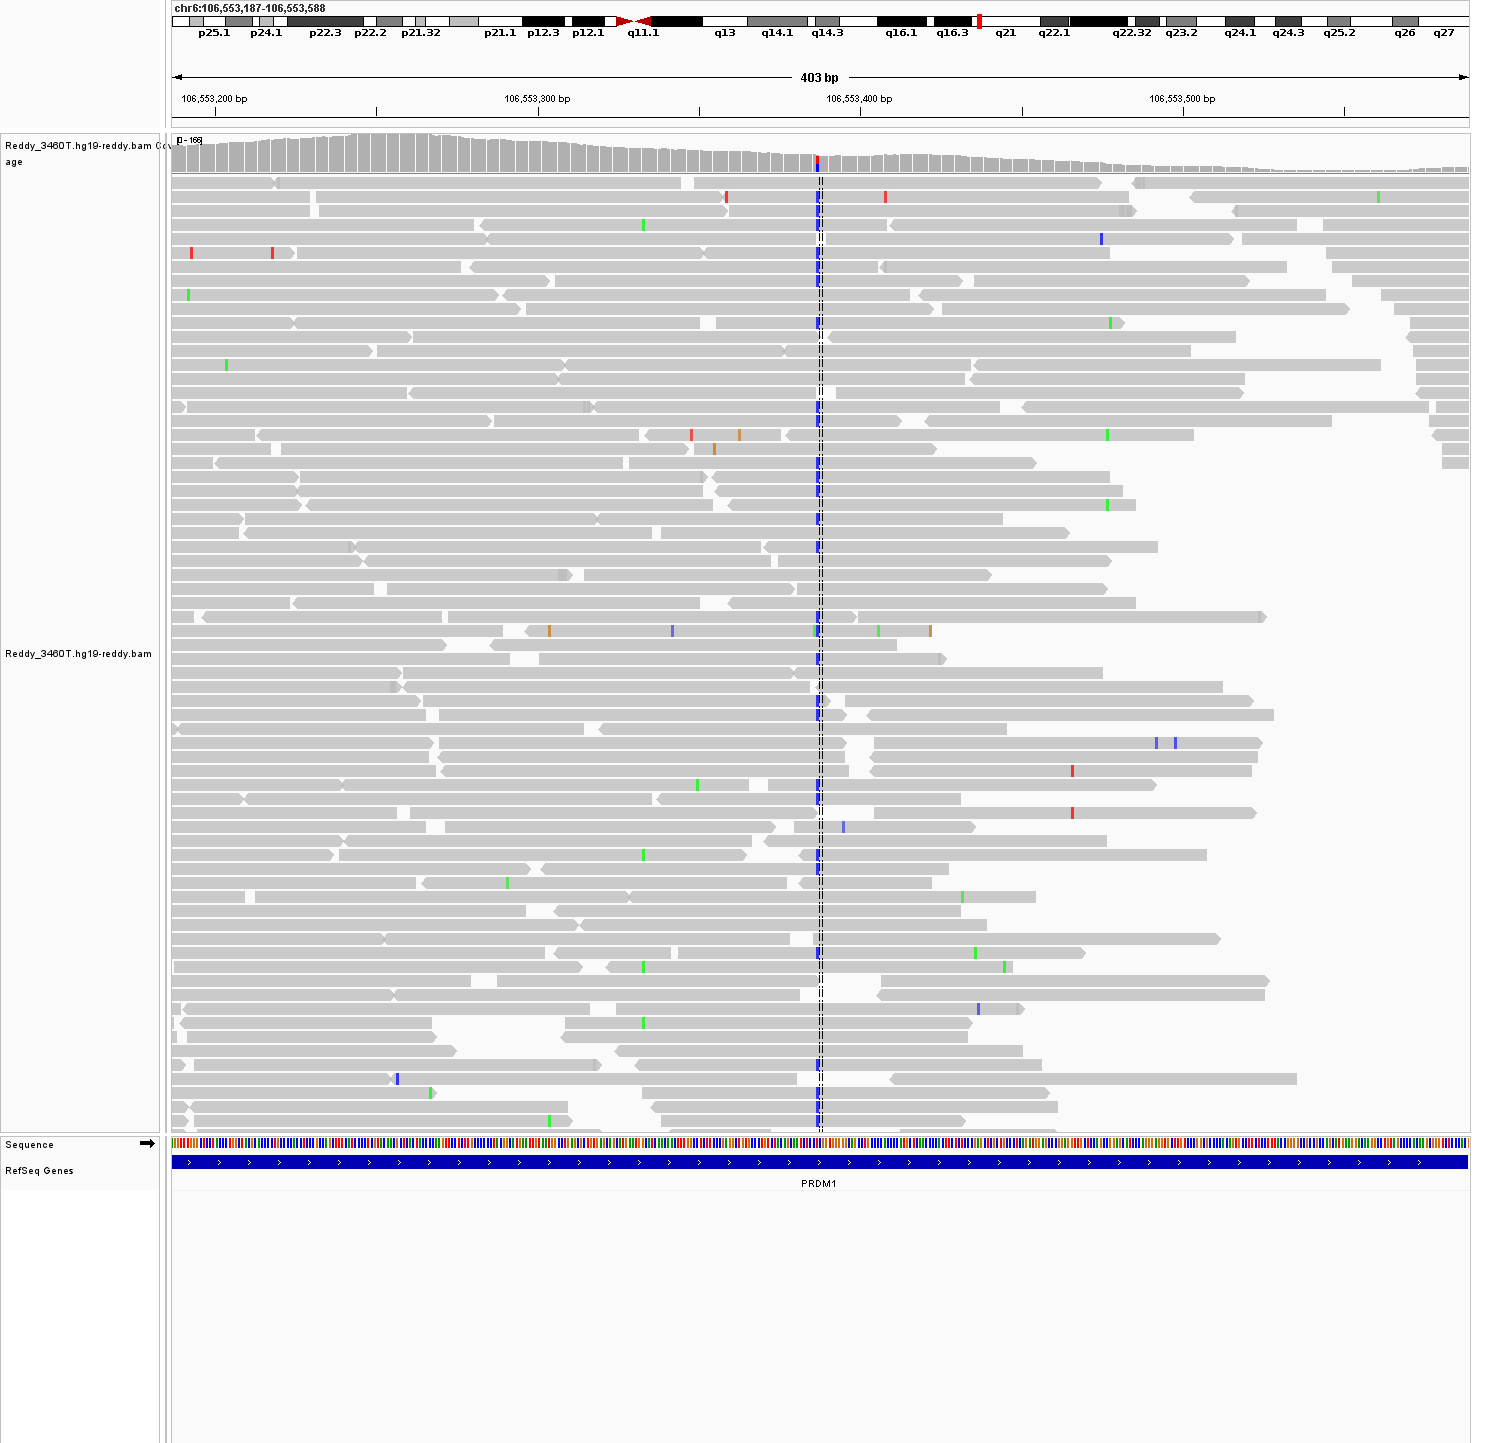 chr6:106,553,187-106,553,588
p25.1 p24.1 p22.3 p22.2 p21.32 p21.1 p12.3 p12.1 q11.1 q13 q14.1 q14.3 q16.1 q16.3 q21 q22.1 q22.32 q23.2 q24.1 q24.3 q25.2 q26 q27
403 bp
106,553,200 bp 106,553,300 bp 106,553,400 bp 106,553,500 bp
[0 - 166]
Reddy_3460T.hg19-reddy.bam Cov
age
Reddy_3460T.hg19-reddy.bam
Sequence
RefSeq Genes
PRDM1